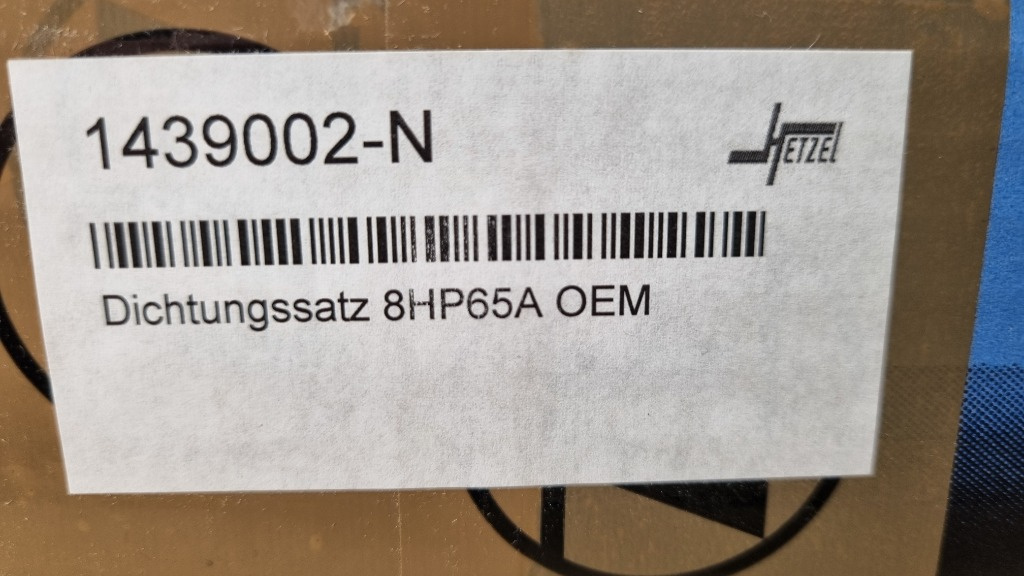 1439002-N
HETZEL
Dichtungssatz 8HP65A OEM